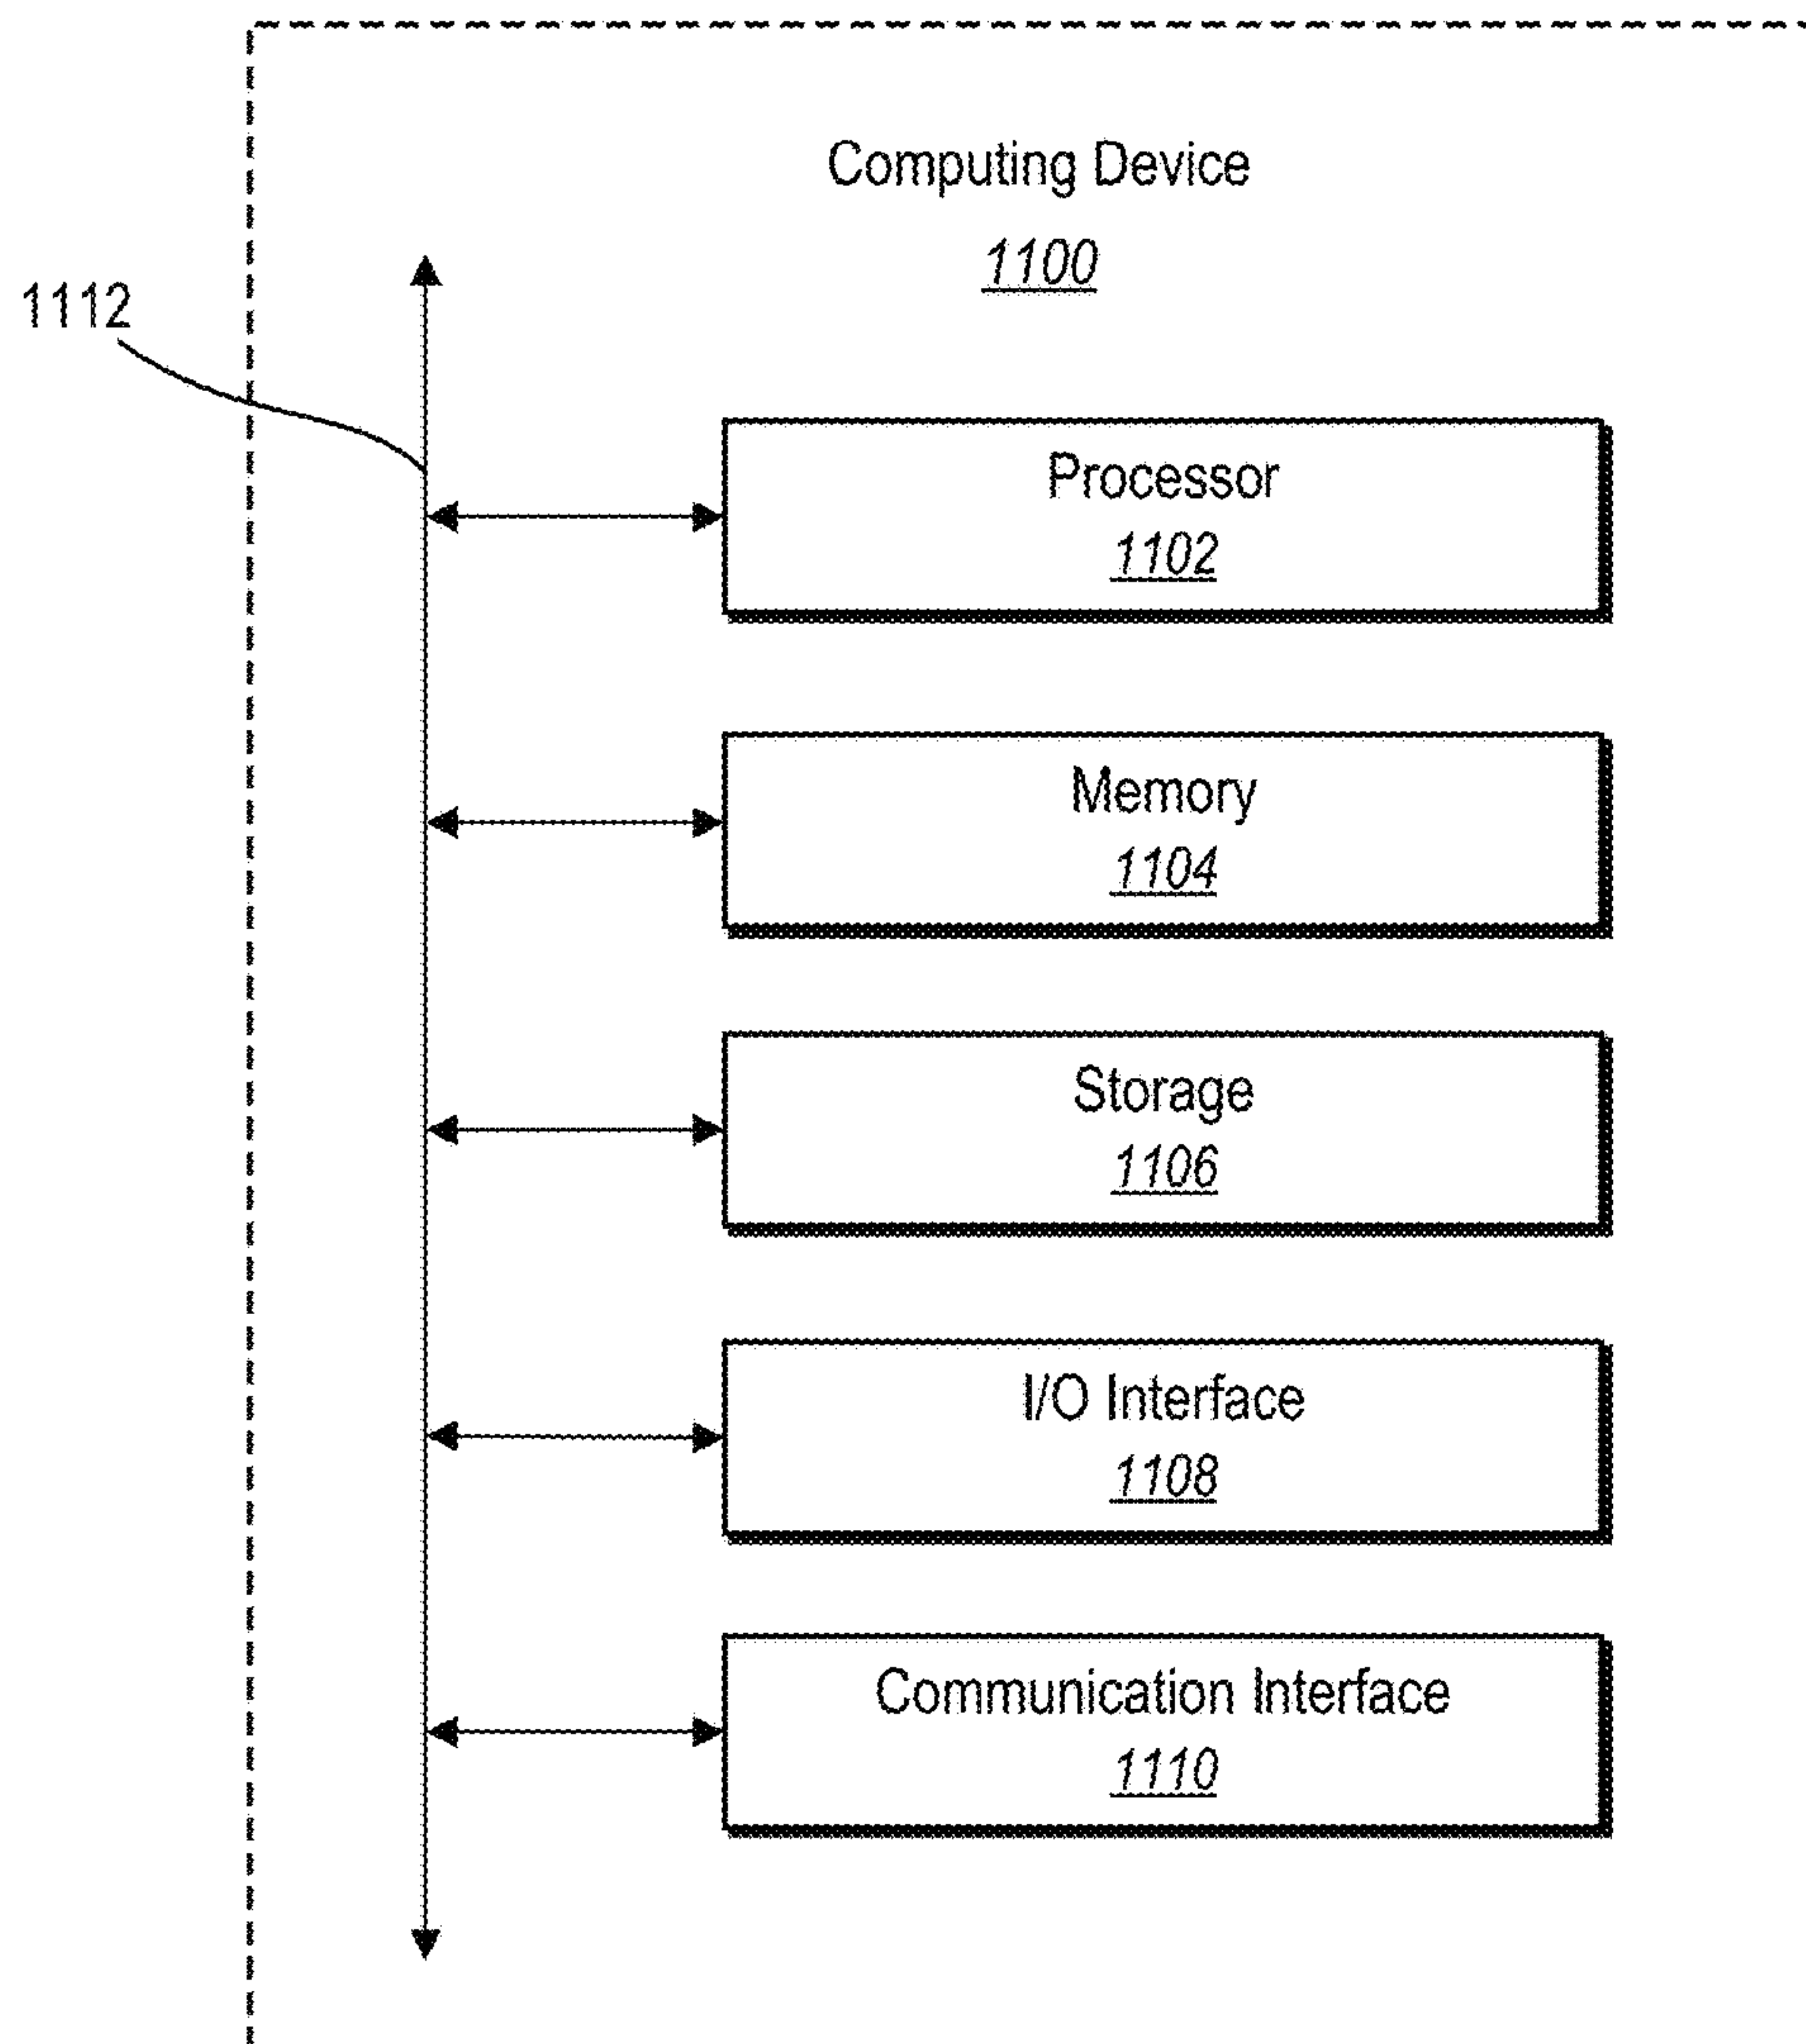 Computing Device
1100
1112
Processor
1102
Memory
1104
Storage
1106
I/O Interface
1108
Communication Interface
1110